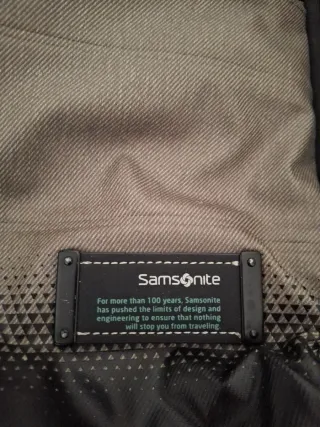 Samsonite
For more than 100 years, Samsonite
has pushed the limits of design and
engineering to ensure that nothing
will stop you from traveling.